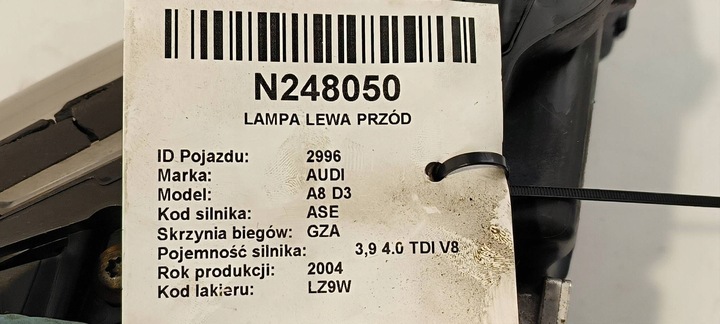 N248050
LAMPA LEWA PRZÓD
ID Pojazdu: 2996
Marka: AUDI
Model: A8 D3
Kod silnika: ASE
Skrzynia biegów: GZA
Pojemność silnika: 3,9 4.0 TDI V8
Rok produkcji: 2004
Kod lakieru: LZ9W